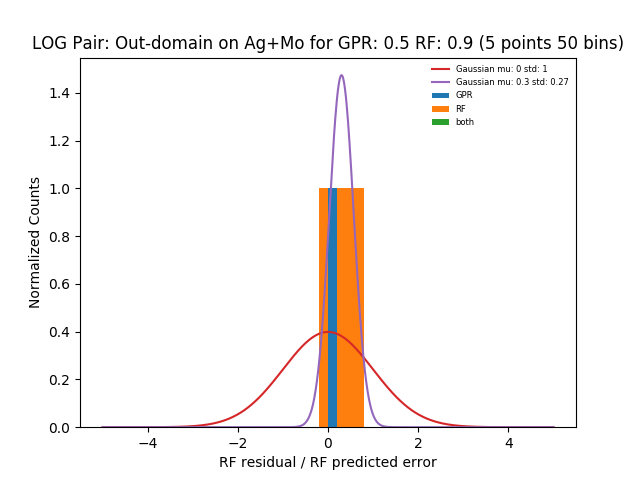 LOG Pair: Out-domain on Ag+Mo for GPR: 0.5 RF: 0.9 (5 points 50 bins)
Gaussian mu: 0 std: 1
Gaussian mu: 0.3 std: 0.27
GPR
RF
both
Normalized Counts
1.4
1.2
1.0
0.8
0.6
0.4
0.2
0.0
−4 −2 0 2 4
RF residual / RF predicted error